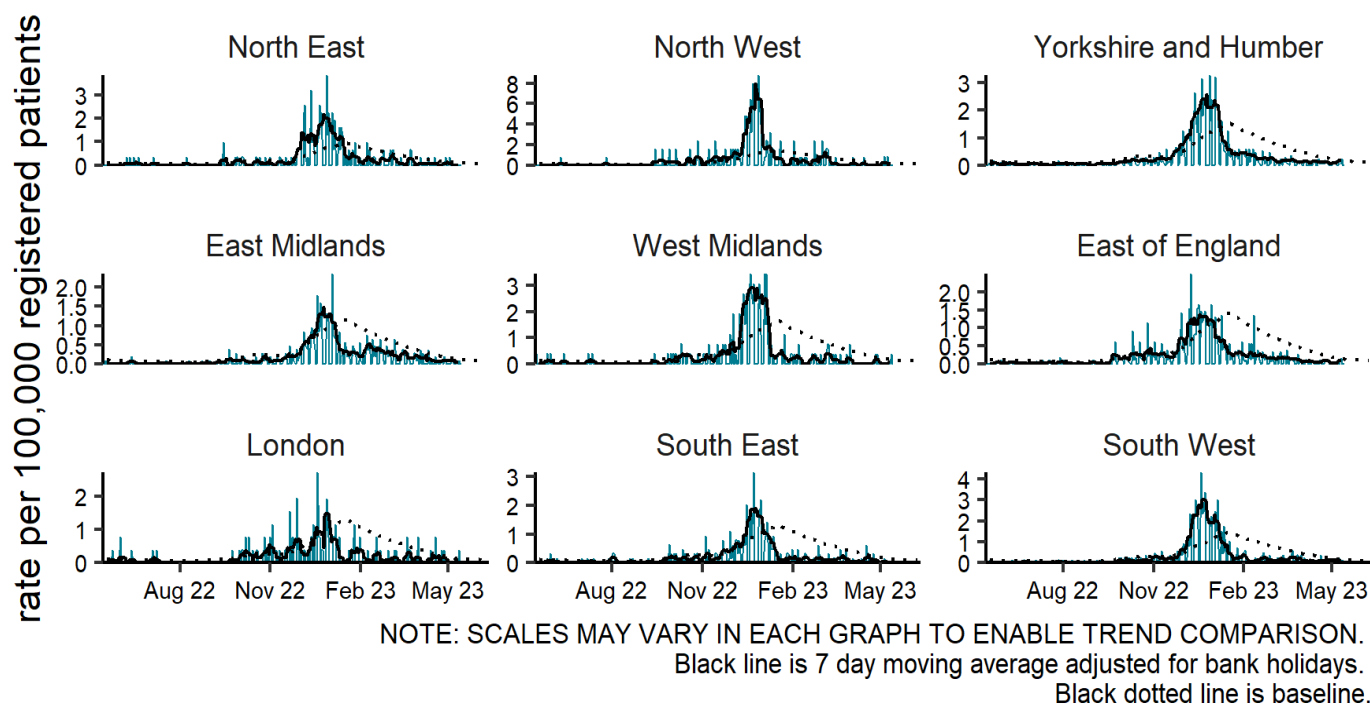 rate per 100,000 registered patients
North East
3
2
1
0
North West
8
6
4
2
0
Yorkshire and Humber
3
2
1
0
East Midlands
2.0
1.5
1.0
0.5
0.0
West Midlands
3
2
1
0
East of England
2.0
1.5
1.0
0.5
0.0
London
2
1
0
South East
3
2
1
0
South West
4
3
2
1
0
Aug 22 Nov 22 Feb 23 May 23
Aug 22 Nov 22 Feb 23 May 23
Aug 22 Nov 22 Feb 23 May 23
NOTE: SCALES MAY VARY IN EACH GRAPH TO ENABLE TREND COMPARISON.
Black line is 7 day moving average adjusted for bank holidays.
Black dotted line is baseline.